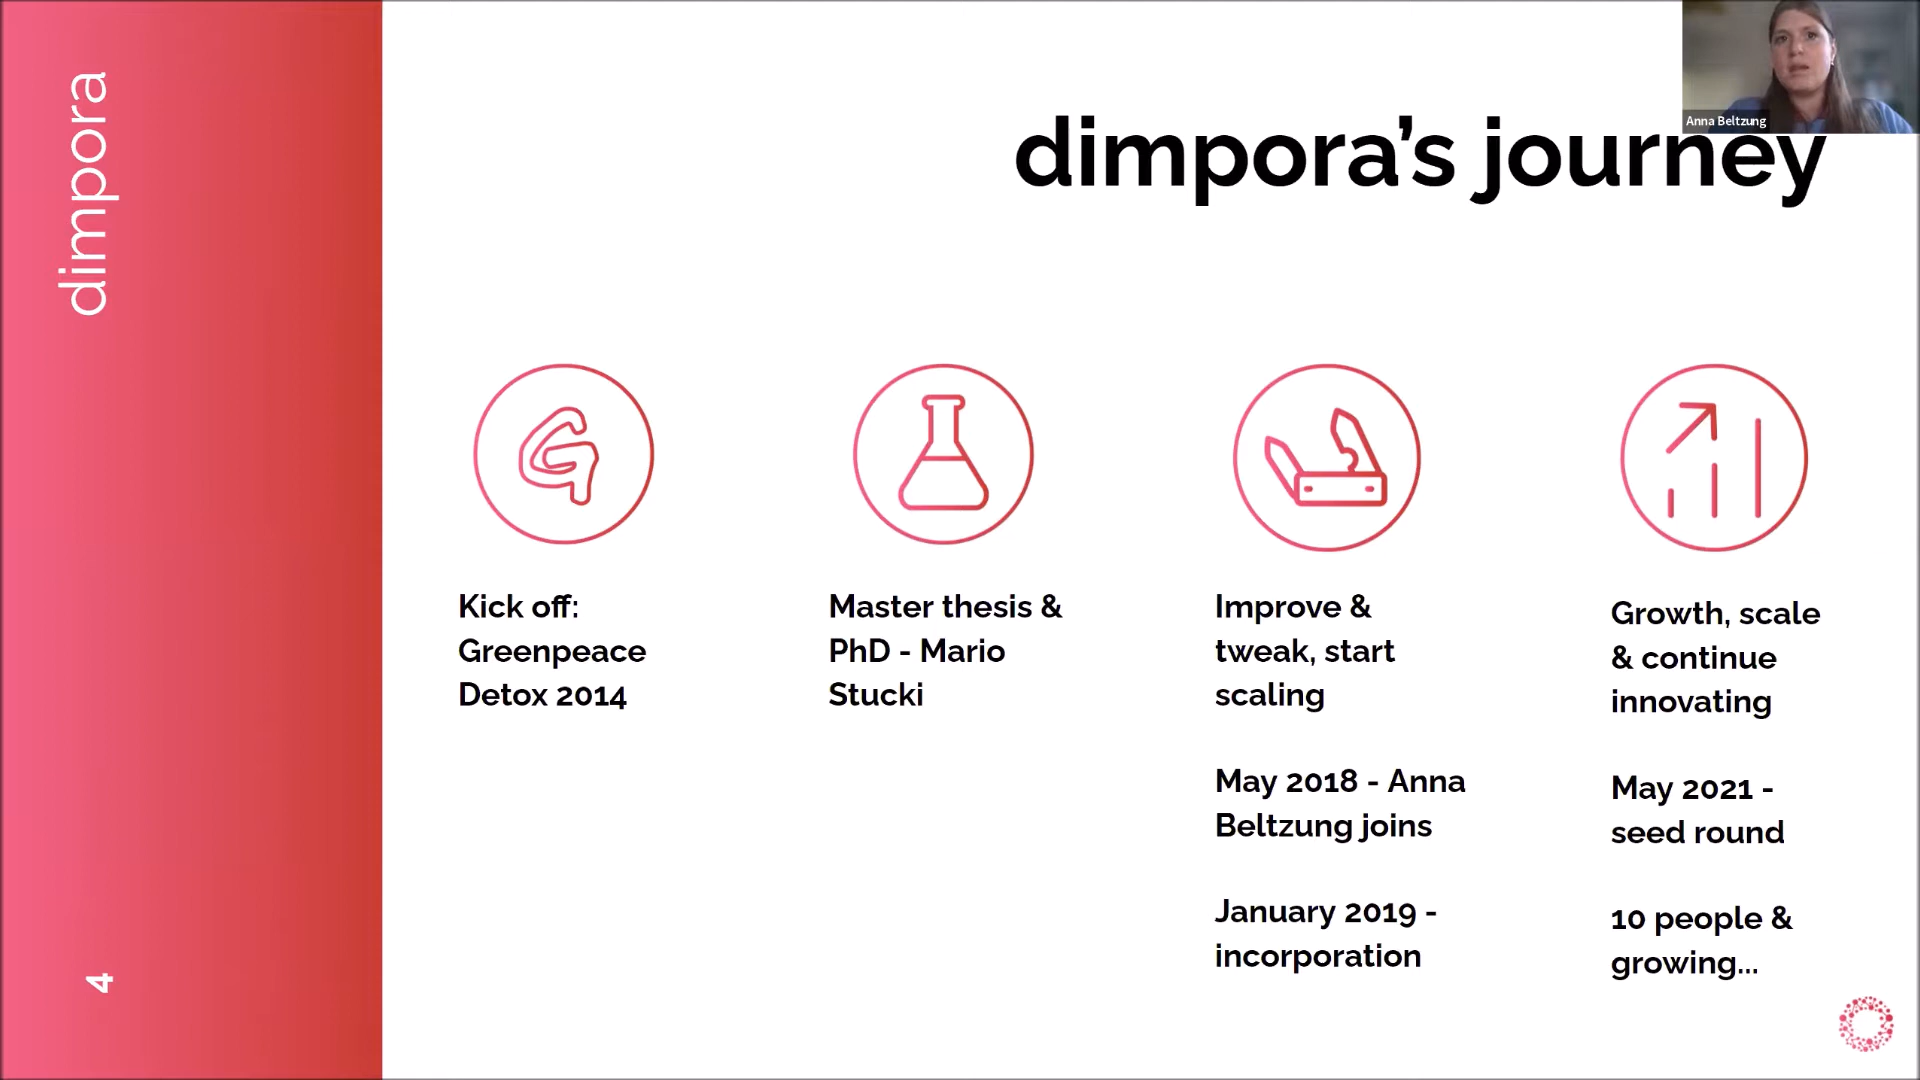 dimpora
Anna Beltzung
dimpora's journey
Kick off:
Greenpeace
Detox 2014
Master thesis &
PhD - Mario
Stucki
Improve &
tweak, start
scaling
May 2018 - Anna
Beltzung joins
January 2019 -
incorporation
Growth, scale
& continue
innovating
May 2021 -
seed round
10 people &
growing...
4